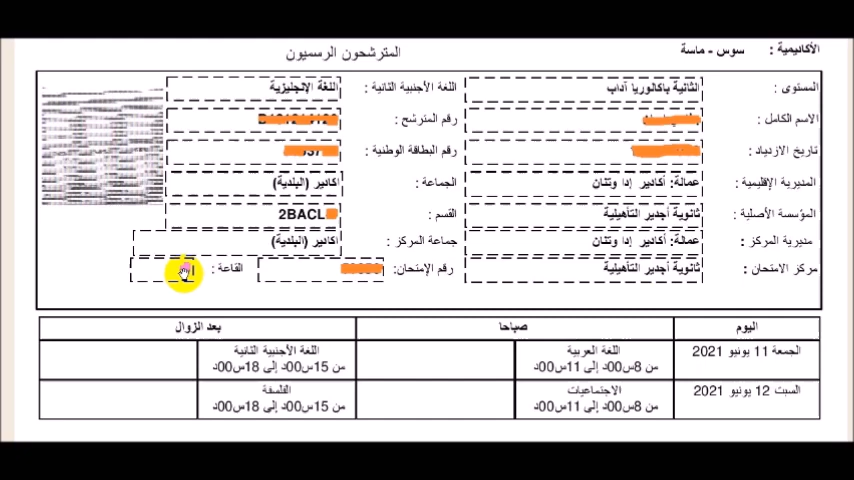 الأكاديمية : سوس - ماسة
المترشحون الرسميون
المستوى : الثانية باكالوريا آداب
اللغة الأجنبية الثانية : اللغة الإنجليزية
الاسم الكامل :
رقم المترشح :
تاريخ الازدياد :
رقم البطاقة الوطنية :
المديرية الإقليمية : عمالة: أكادير إدا وتنان
الجماعة : اكادير (البلدية)
المؤسسة الأصلية : ثانوية أجدير التأهيلية
القسم : 2BACL
مديرية المركز : عمالة: أكادير إدا وتنان
جماعة المركز : اكادير (البلدية)
مركز الامتحان : ثانوية أجدير التأهيلية
رقم الإمتحان:
القاعة :
اليوم صباحا بعد الزوال
الجمعة 11 يونيو 2021
اللغة العربية
من 8س00د إلى 11س00د
اللغة الأجنبية الثانية
من 15س00د إلى 18س00د
السبت 12 يونيو 2021
الاجتماعيات
من 8س00د إلى 11س00د
الفلسفة
من 15س00د إلى 18س00د